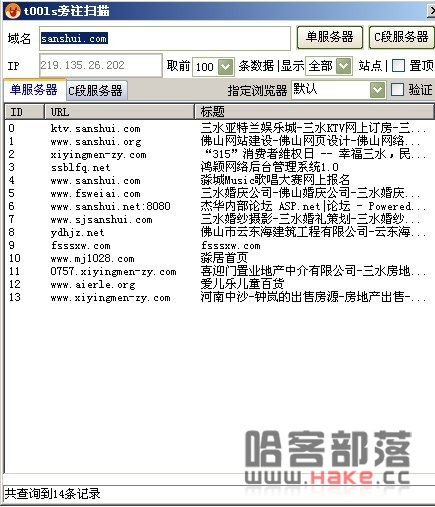 t00ls旁注扫描
域名 sanshui.com 单服务器 C段服务器
IP 219.135.26.202 取前 100 条数据|显示 全部 站点| 置顶
单服务器 C段服务器 指定浏览器 默认 验证
ID URL 标题
0 ktv.sanshui.com 三水亚特兰娱乐城-三水KTV网上订房-三...
1 www.sanshui.org 佛山网站建设-佛山网页设计-佛山网络...
2 xiyingmen-zy.com “315”消费者维权日 -- 幸福三水，民...
3 ssblfq.net 鸿颖网络后台管理系统1.0
4 www.sanshui.com 淼城Music歌唱大赛网上报名
5 www.fsweiai.com 三水婚庆公司-佛山婚庆公司-三水婚庆...
6 www.sanshui.net:8080 杰华内部论坛 ASP.net|论坛 - Powered...
7 www.sjsanshui.com 三水婚纱摄影-三水婚礼策划-三水婚纱...
8 ydhjz.net 佛山市云东海建筑工程有限公司-云东海...
9 fsssxw.com fsssxw.com
10 www.mj1028.com 淼居首页
11 0757.xiyingmen-zy.com 喜迎门置业地产中介有限公司-三水房地...
12 www.aierle.org 爱儿乐儿童百货
13 www.xiyingmen-zy.com 河南中沙-钟岚的出售房源-房地产出售-...
哈客部落
www.Hake.cc
共查询到14条记录